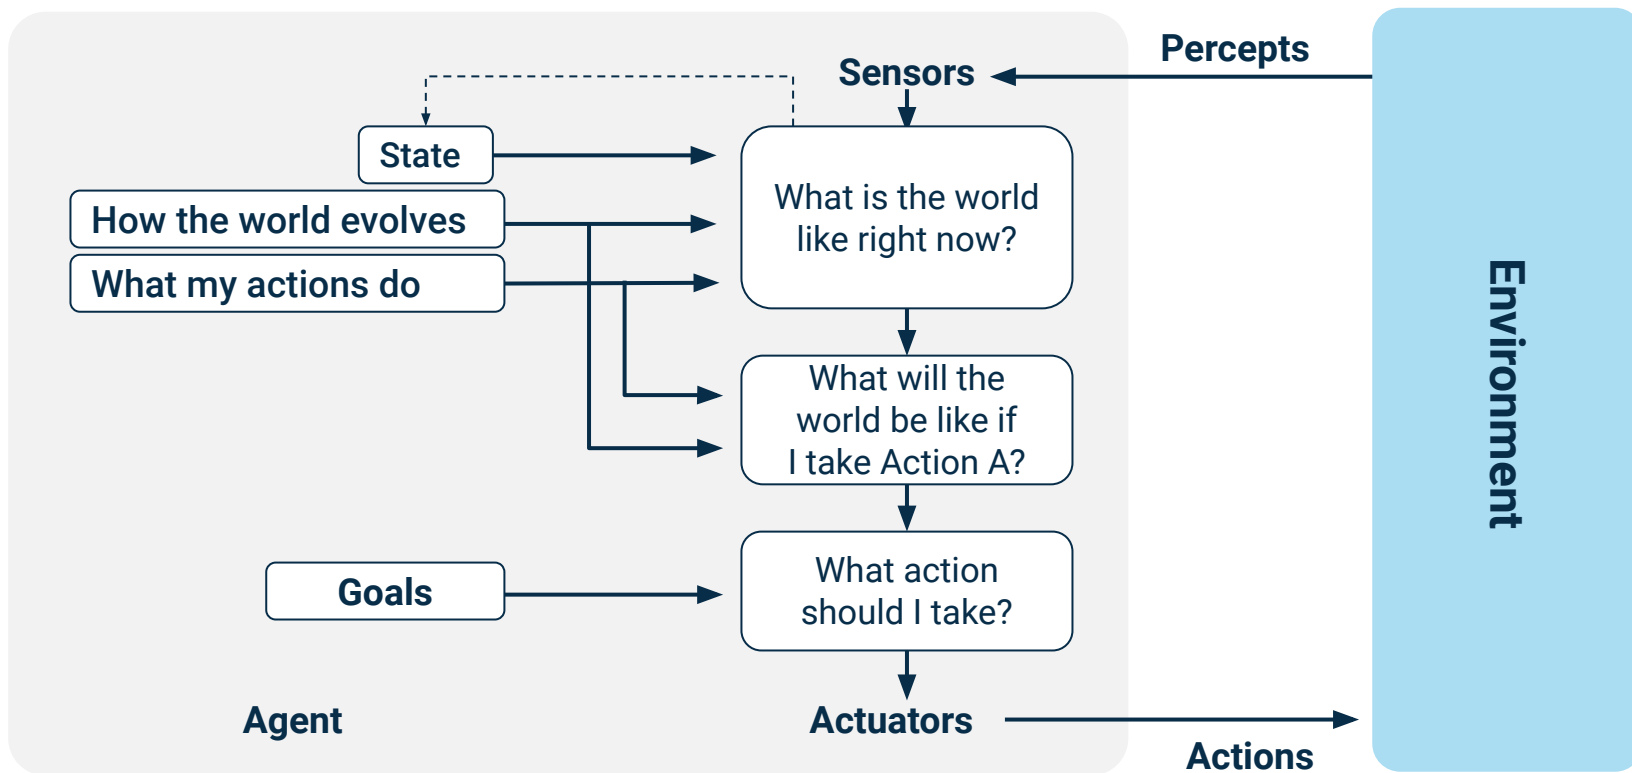 Percepts
Sensors
State
How the world evolves
What my actions do
What is the world
like right now?
What will the
world be like if
I take Action A?
Goals
What action
should I take?
Agent
Actuators
Actions
Environment